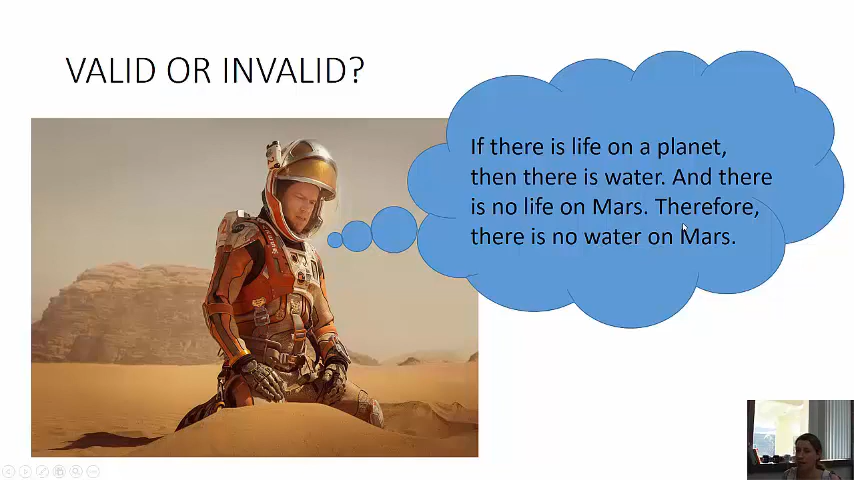 VALID OR INVALID?
If there is life on a planet,
then there is water. And there
is no life on Mars. Therefore,
there is no water on Mars.